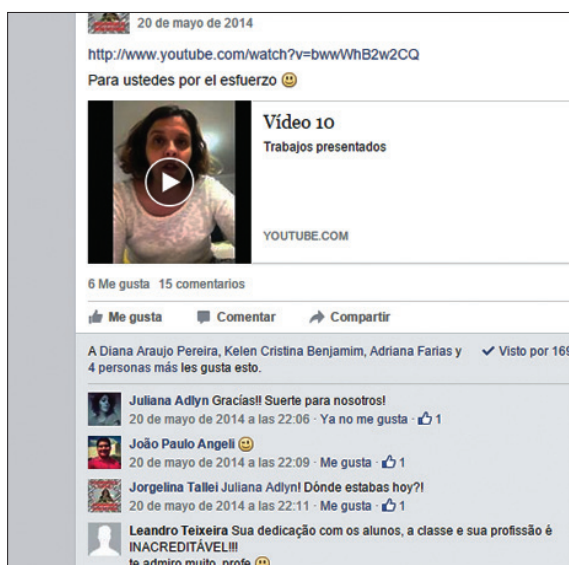 20 de mayo de 2014
http://www.youtube.com/watch?v=bwwWhB2w2CQ
Para ustedes por el esfuerzo
Vídeo 10
Trabajos presentados
YOUTUBE.COM
6 Me gusta 15 comentarios
Me gusta Comentar Compartir
A Diana Araujo Pereira, Kelen Cristina Benjamim, Adriana Farias y
4 personas más les gusta esto.
Visto por 169
Juliana Adlyn Gracías!! Suerte para nosotros!
20 de mayo de 2014 a las 22:06 · Ya no me gusta · 1
João Paulo Angeli
20 de mayo de 2014 a las 22:09 · Me gusta · 1
Jorgelina Tallei Juliana Adlyn! Dónde estabas hoy?!
20 de mayo de 2014 a las 22:11 · Me gusta · 1
Leandro Teixeira Sua dedicação com os alunos, a classe e sua profissão é
INACREDITÁVEL!!!
te admiro muito, profe